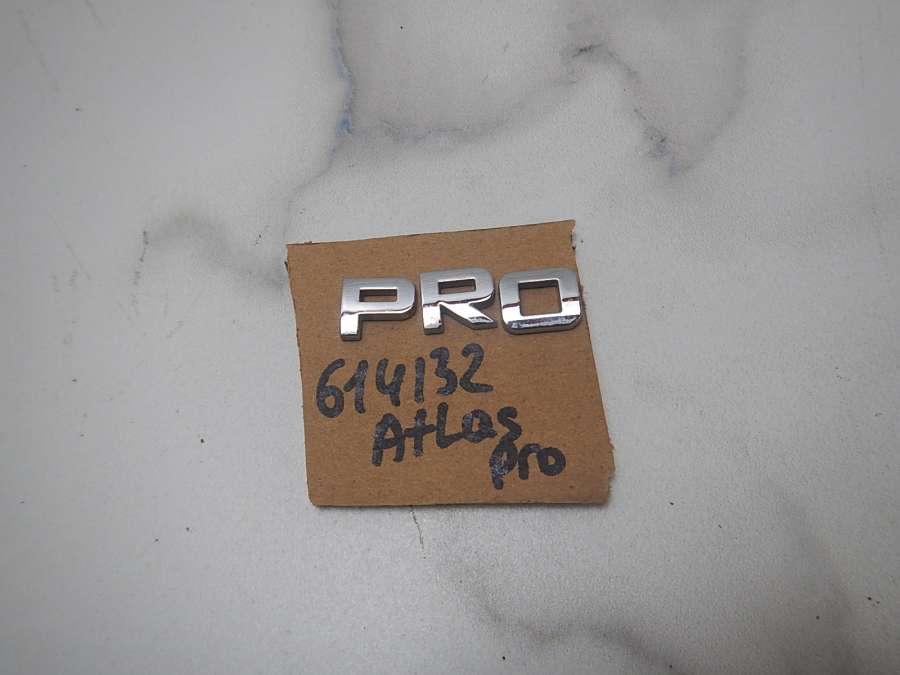 PRO
614132
Atlas
pro